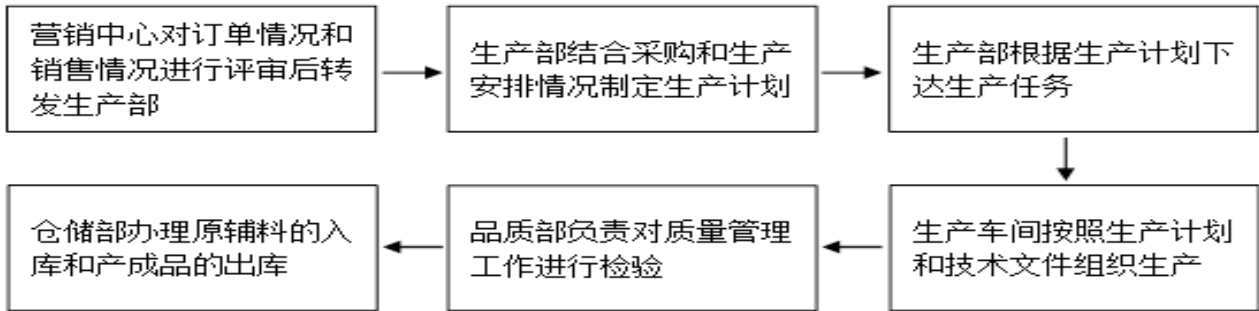 营销中心对订单情况和
销售情况进行评审后转
发生产部
生产部结合采购和生产
安排情况制定生产计划
生产部根据生产计划下
达生产任务
生产车间按照生产计划
和技术文件组织生产
品质部负责对质量管理
工作进行检验
仓储部办理原辅料的入
库和产成品的出库